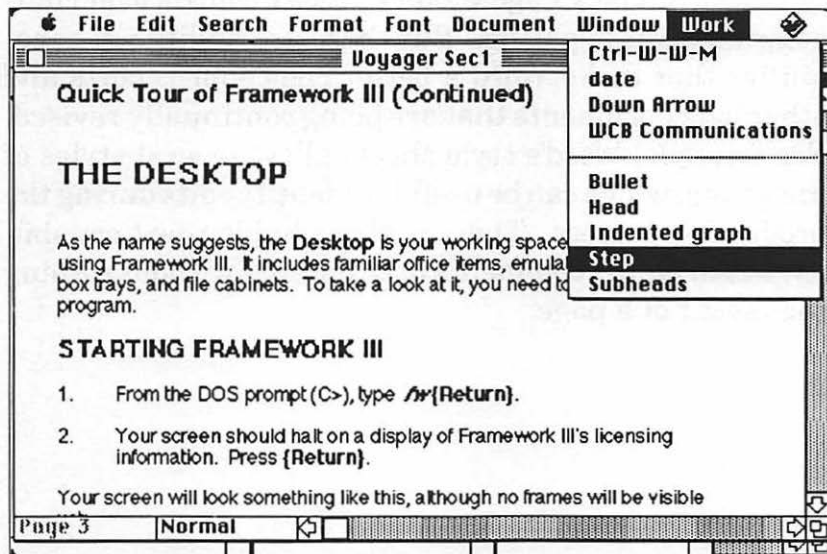 File Edit Search Format Font Document Window Work
Voyager Sec1
Ctrl-W-W-M
date
Down Arrow
WCB Communications
Bullet
Head
Indented graph
Step
Subheads
Quick Tour of Framework III (Continued)
THE DESKTOP
As the name suggests, the Desktop is your working space
using Framework III. It includes familiar office items, emulat
box trays, and file cabinets. To take a look at it, you need to
program.
STARTING FRAMEWORK III
1. From the DOS prompt (C>), type fw{Return}.
2. Your screen should halt on a display of Framework III's licensing
information. Press {Return}.
Your screen will look something like this, although no frames will be visible
Page 3 Normal